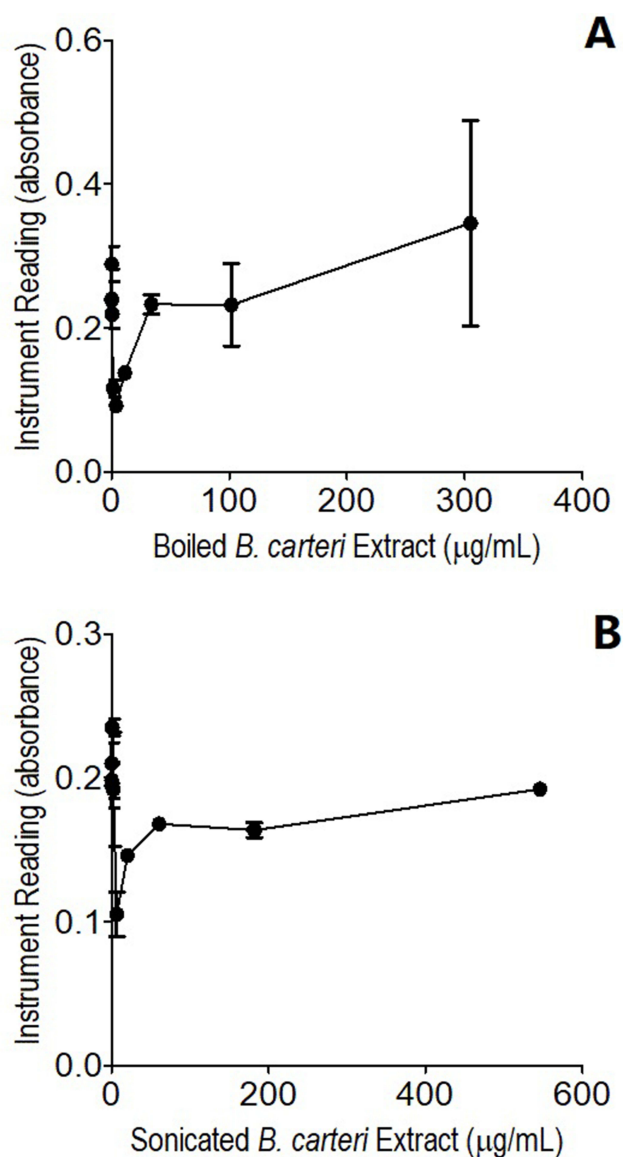 A
Instrument Reading (absorbance)
0.6
0.4
0.2
0.0
0 100 200 300 400
Boiled B. carteri Extract (μg/mL)
B
Instrument Reading (absorbance)
0.3
0.2
0.1
0.0
0 200 400 600
Sonicated B. carteri Extract (μg/mL)